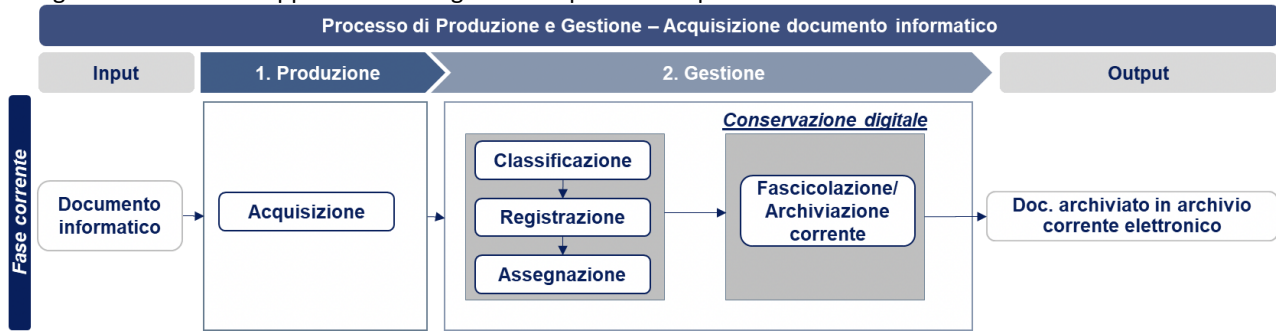 Processo di Produzione e Gestione – Acquisizione documento informatico
Input
1. Produzione
2. Gestione
Output
Fase corrente
Documento
informatico
Acquisizione
Classificazione
Registrazione
Assegnazione
Conservazione digitale
Fascicolazione/
Archiviazione
corrente
Doc. archiviato in archivio
corrente elettronico